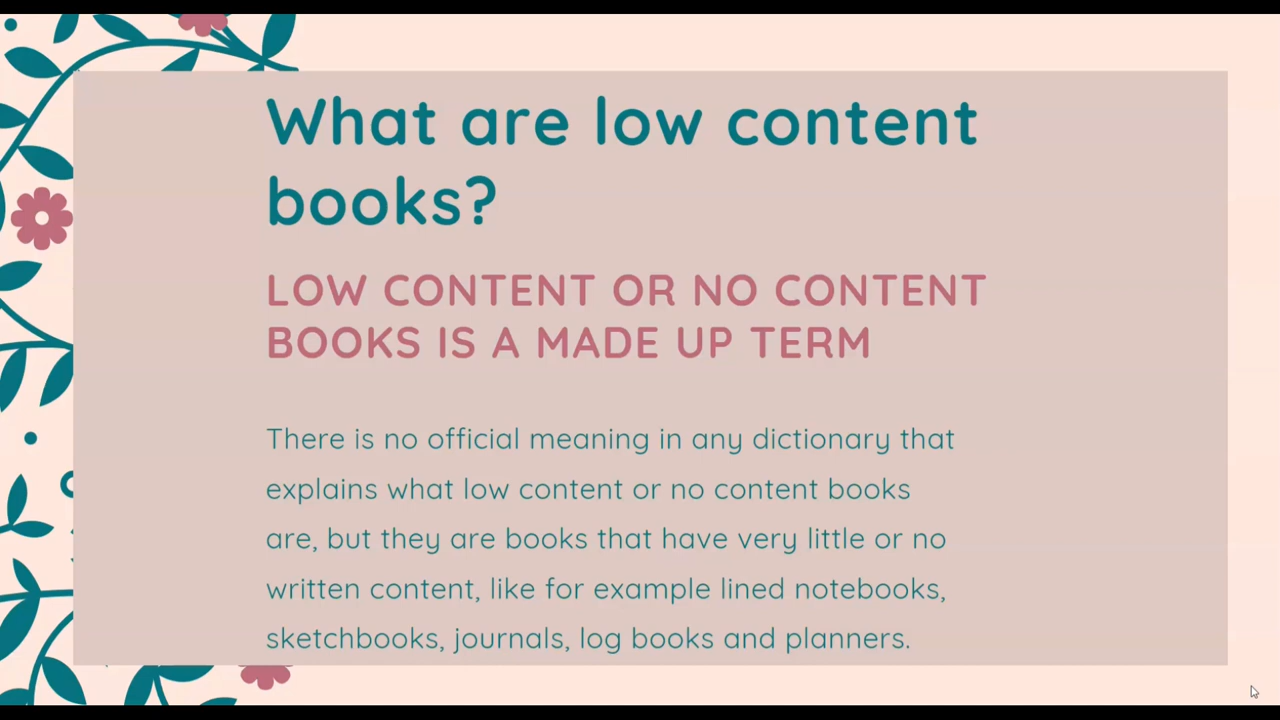 What are low content
books?
LOW CONTENT OR NO CONTENT
BOOKS IS A MADE UP TERM
There is no official meaning in any dictionary that
explains what low content or no content books
are, but they are books that have very little or no
written content, like for example lined notebooks,
sketchbooks, journals, log books and planners.